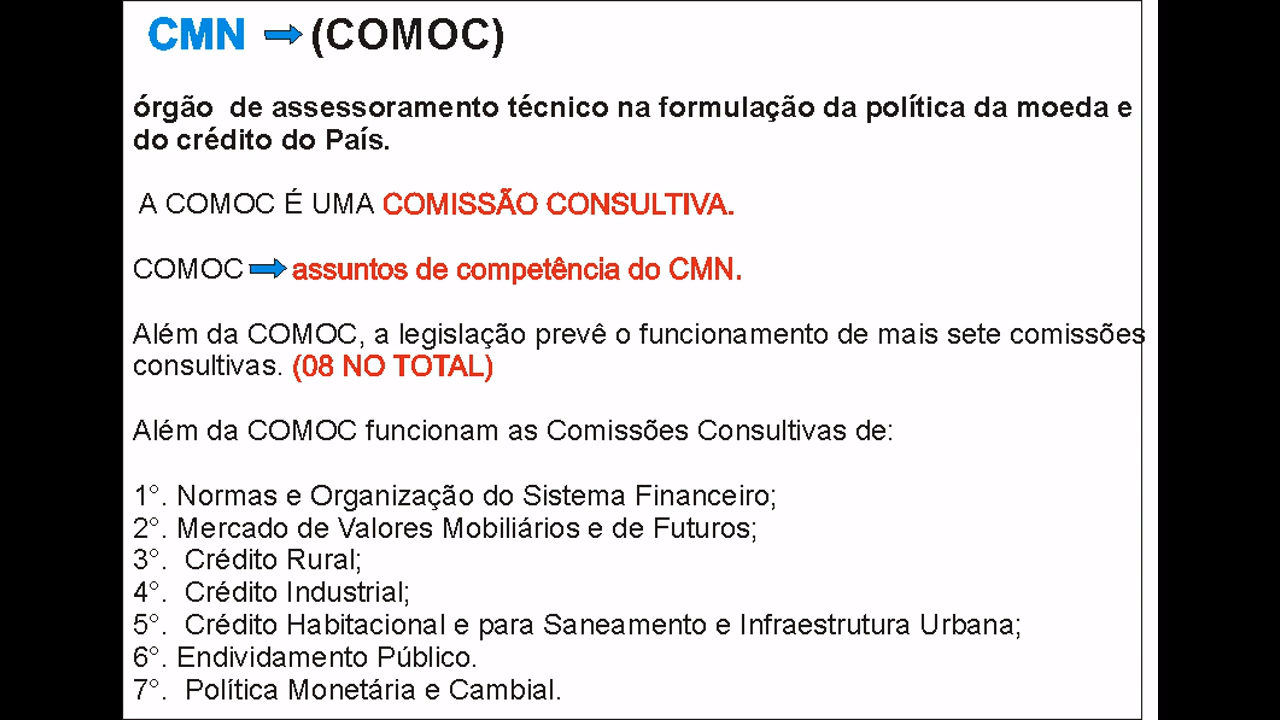 CMN (COMOC)
órgão de assessoramento técnico na formulação da política da moeda e
do crédito do País.
A COMOC É UMA COMISSÃO CONSULTIVA.
COMOC assuntos de competência do CMN.
Além da COMOC, a legislação prevê o funcionamento de mais sete comissões
consultivas. (08 NO TOTAL)
Além da COMOC funcionam as Comissões Consultivas de:
1°. Normas e Organização do Sistema Financeiro;
2°. Mercado de Valores Mobiliários e de Futuros;
3°. Crédito Rural;
4°. Crédito Industrial;
5°. Crédito Habitacional e para Saneamento e Infraestrutura Urbana;
6°. Endividamento Público.
7°. Política Monetária e Cambial.